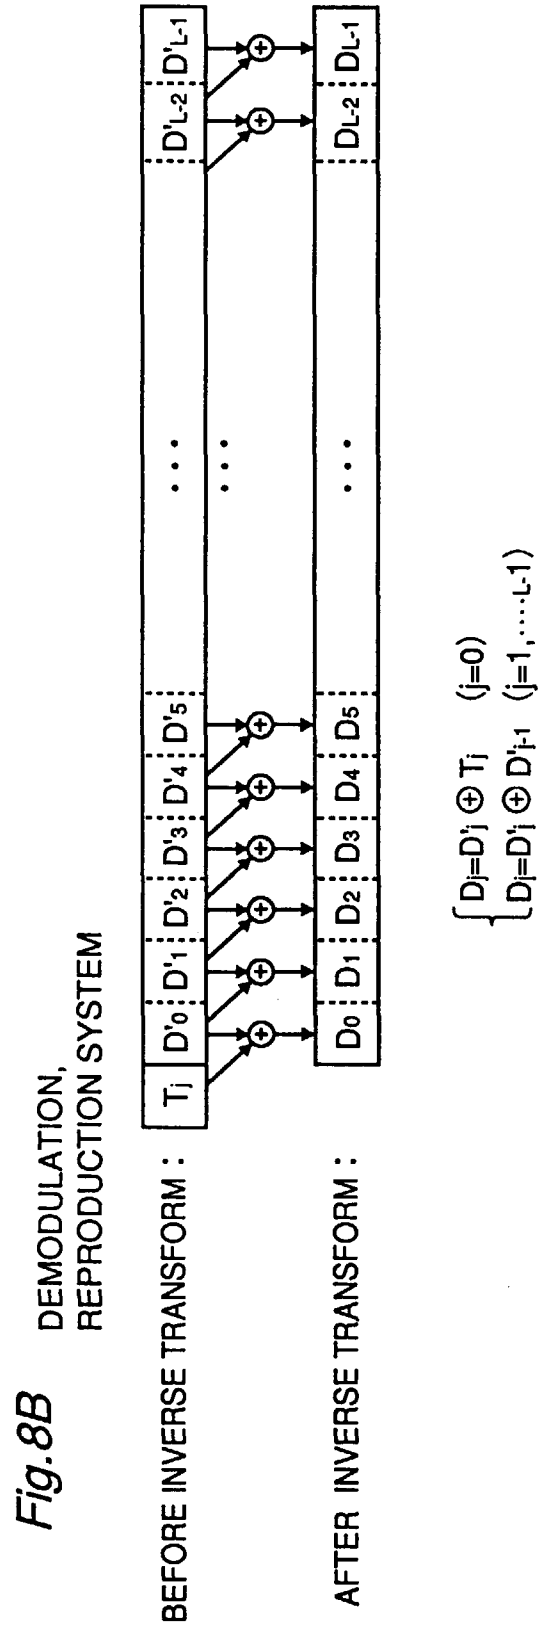 Fig.8B
DEMODULATION,
REPRODUCTION SYSTEM
BEFORE INVERSE TRANSFORM :
Tj D'0 D'1 D'2 D'3 D'4 D'5 ... D'L-2 D'L-1
+ + + + + + ... + +
AFTER INVERSE TRANSFORM :
D0 D1 D2 D3 D4 D5 ... DL-2 DL-1
Dj=D'j ⊕ Tj (j=0)
Dj=D'j ⊕ D'j-1 (j=1,····L-1)